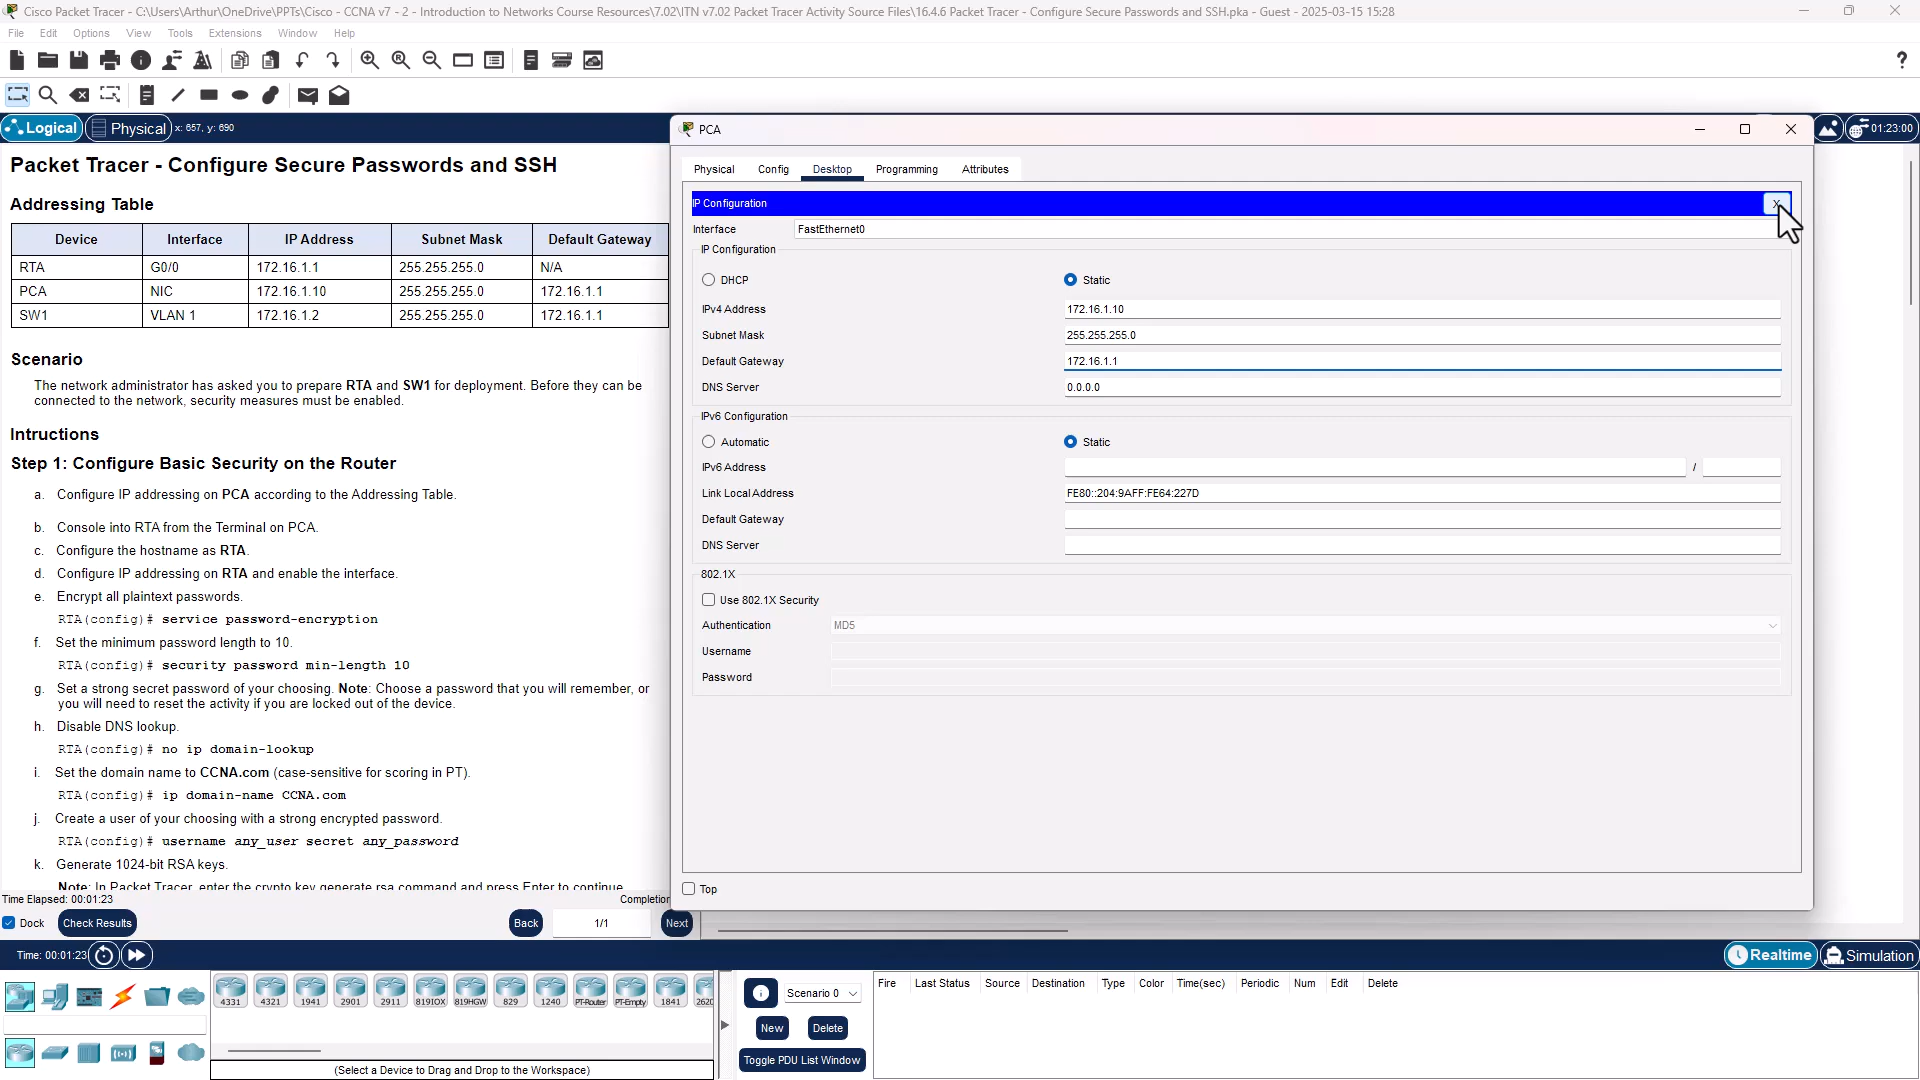 Cisco Packet Tracer - C:\Users\Arthur\OneDrive\PPTs\Cisco - CCNA v7 - 2 - Introduction to Networks Course Resources\7.02\ITN v7.02 Packet Tracer Activity Source Files\16.4.6 Packet Tracer - Configure Secure Passwords and SSH.pka - Guest - 2025-03-15 15:28
File Edit Options View Tools Extensions Window Help
?
Logical Physical x: 657, y: 690
01:23:00
Packet Tracer - Configure Secure Passwords and SSH
Addressing Table
Device Interface IP Address Subnet Mask Default Gateway
RTA G0/0 172.16.1.1 255.255.255.0 N/A
PCA NIC 172.16.1.10 255.255.255.0 172.16.1.1
SW1 VLAN 1 172.16.1.2 255.255.255.0 172.16.1.1
Scenario
The network administrator has asked you to prepare RTA and SW1 for deployment. Before they can be
connected to the network, security measures must be enabled.
Intructions
Step 1: Configure Basic Security on the Router
a. Configure IP addressing on PCA according to the Addressing Table.
b. Console into RTA from the Terminal on PCA.
c. Configure the hostname as RTA.
d. Configure IP addressing on RTA and enable the interface.
e. Encrypt all plaintext passwords.
RTA(config)# service password-encryption
f. Set the minimum password length to 10.
RTA(config)# security password min-length 10
g. Set a strong secret password of your choosing. Note: Choose a password that you will remember, or
you will need to reset the activity if you are locked out of the device.
h. Disable DNS lookup.
RTA(config)# no ip domain-lookup
i. Set the domain name to CCNA.com (case-sensitive for scoring in PT).
RTA(config)# ip domain-name CCNA.com
j. Create a user of your choosing with a strong encrypted password.
RTA(config)# username any_user secret any_password
k. Generate 1024-bit RSA keys.
Note: In Packet Tracer, enter the crypto key generate rsa command and press Enter to continue.
Time Elapsed: 00:01:23 Completion
Dock Check Results Back 1/1 Next
PCA
Physical Config Desktop Programming Attributes
IP Configuration X
Interface FastEthernet0
IP Configuration
DHCP Static
IPv4 Address 172.16.1.10
Subnet Mask 255.255.255.0
Default Gateway 172.16.1.1
DNS Server 0.0.0.0
IPv6 Configuration
Automatic Static
IPv6 Address /
Link Local Address FE80::204:9AFF:FE64:227D
Default Gateway
DNS Server
802.1X
Use 802.1X Security
Authentication MD5
Username
Password
Top
Time: 00:01:23 Realtime Simulation
4331 4321 1941 2901 2911 819IOX 819HGW 829 1240 PT-Router PT-Empty 1841 2620
(Select a Device to Drag and Drop to the Workspace)
Scenario 0
New Delete
Toggle PDU List Window
Fire Last Status Source Destination Type Color Time(sec) Periodic Num Edit Delete